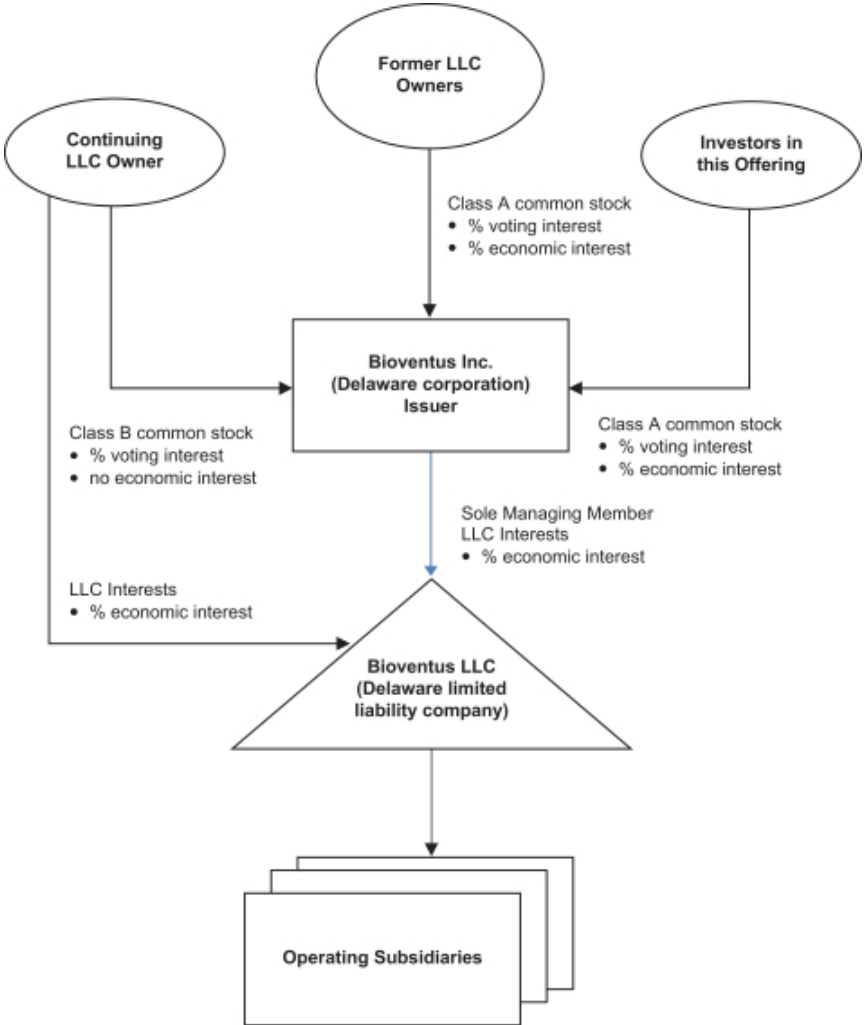 Former LLC
Owners
Continuing
LLC Owner
Investors in
this Offering
Class A common stock
• % voting interest
• % economic interest
Bioventus Inc.
(Delaware corporation)
Issuer
Class B common stock
• % voting interest
• no economic interest
Class A common stock
• % voting interest
• % economic interest
Sole Managing Member
LLC Interests
• % economic interest
LLC Interests
• % economic interest
Bioventus LLC
(Delaware limited
liability company)
Operating Subsidiaries